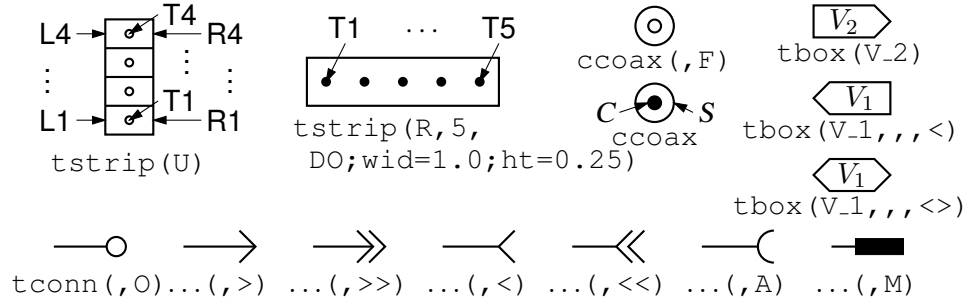 T4
L4 R4
⋮ ⋮
T1
L1 R1
tstrip(U)
T1 ... T5
tstrip(R,5,
DO;wid=1.0;ht=0.25)
ccoax(,F)
C S
ccoax
V2
tbox(V_2)
V1
tbox(V_1,,,<)
V1
tbox(V_1,,,<>)
tconn(,O) ...(,>) ...(,>>) ...(,<) ...(,<<) ...(,A) ...(,M)